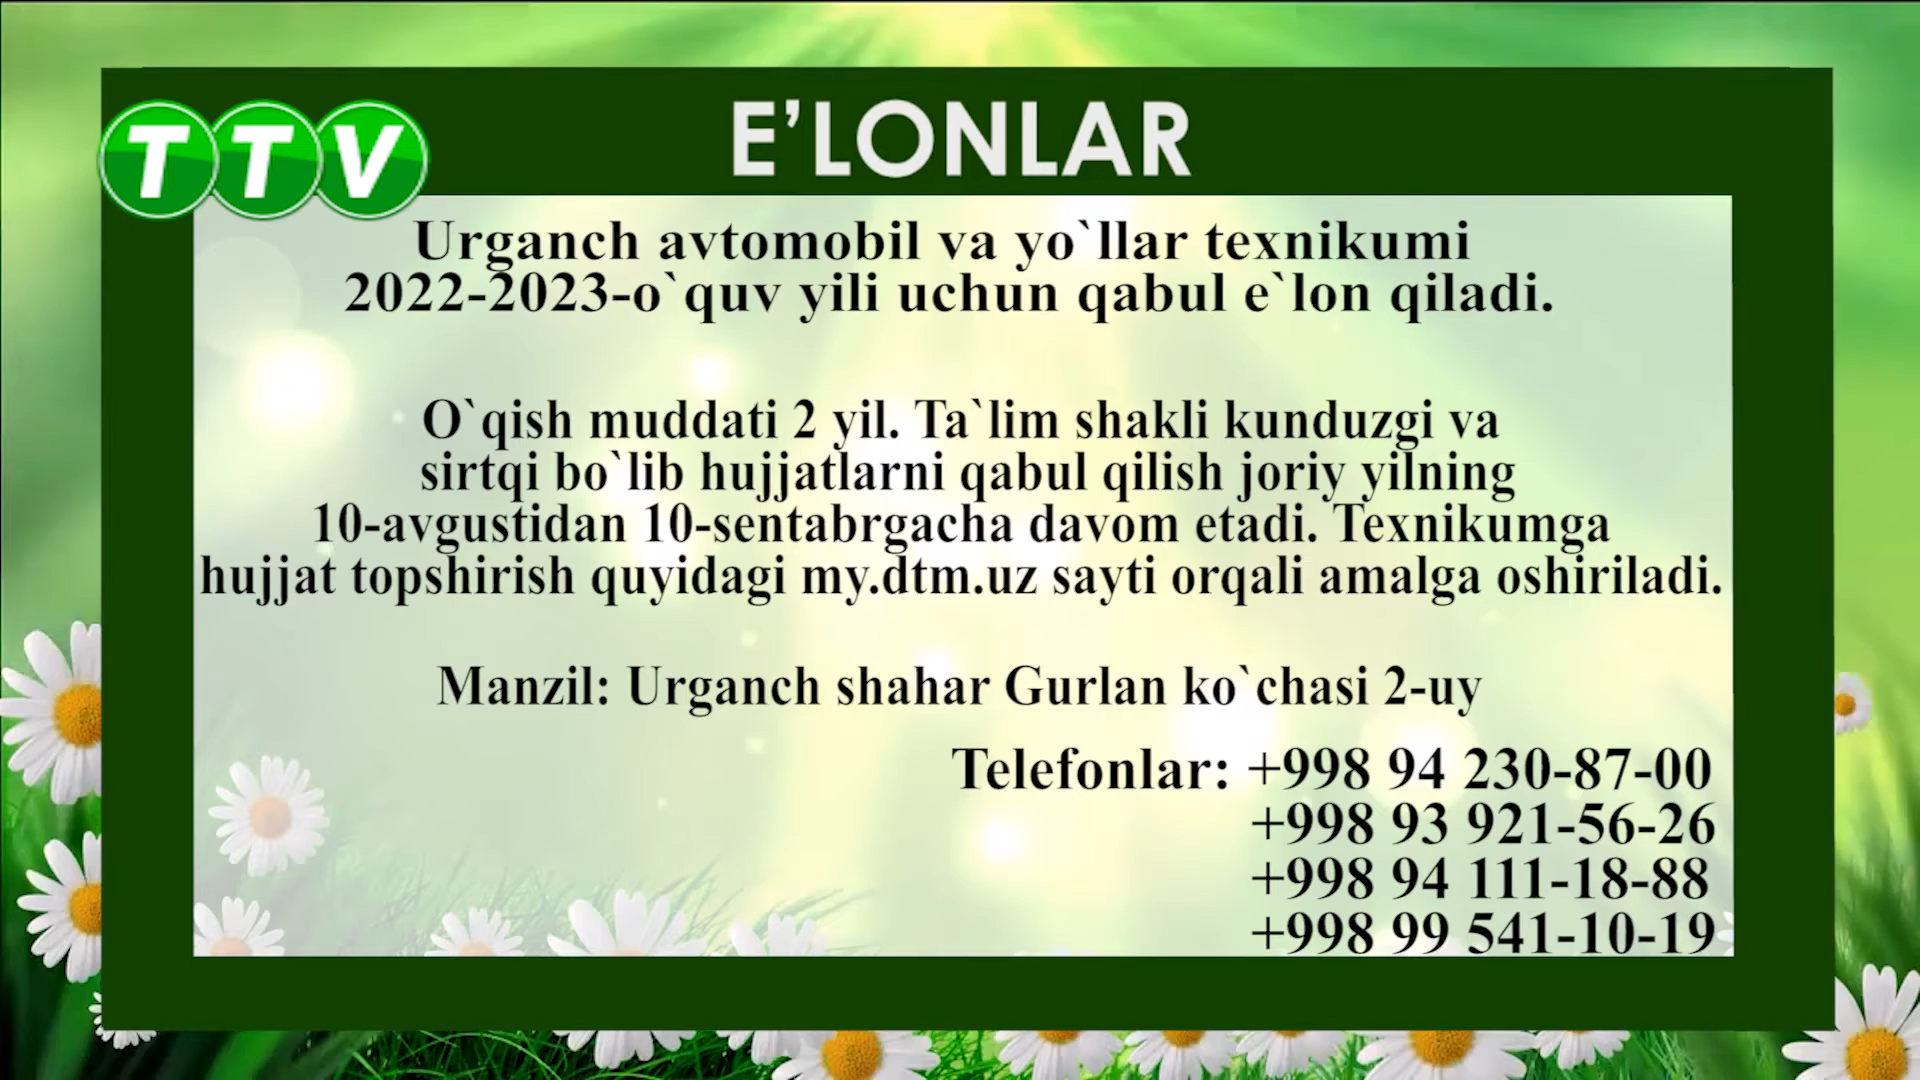 TTV
E’LONLAR
Urganch avtomobil va yo`llar texnikumi
2022-2023-o`quv yili uchun qabul e`lon qiladi.
O`qish muddati 2 yil. Ta`lim shakli kunduzgi va
sirtqi bo`lib hujjatlarni qabul qilish joriy yilning
10-avgustidan 10-sentabrgacha davom etadi. Texnikumga
hujjat topshirish quyidagi my.dtm.uz sayti orqali amalga oshiriladi.
Manzil: Urganch shahar Gurlan ko`chasi 2-uy
Telefonlar: +998 94 230-87-00
+998 93 921-56-26
+998 94 111-18-88
+998 99 541-10-19